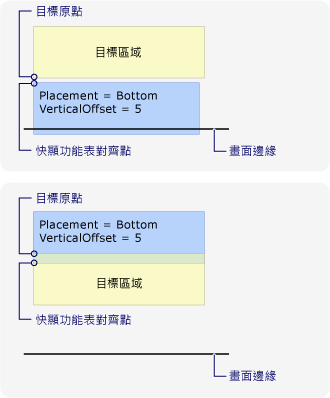 目標原點
目標區域
Placement = Bottom
VerticalOffset = 5
快顯功能表對齊點
畫面邊緣
目標原點
Placement = Bottom
VerticalOffset = 5
目標區域
快顯功能表對齊點
畫面邊緣